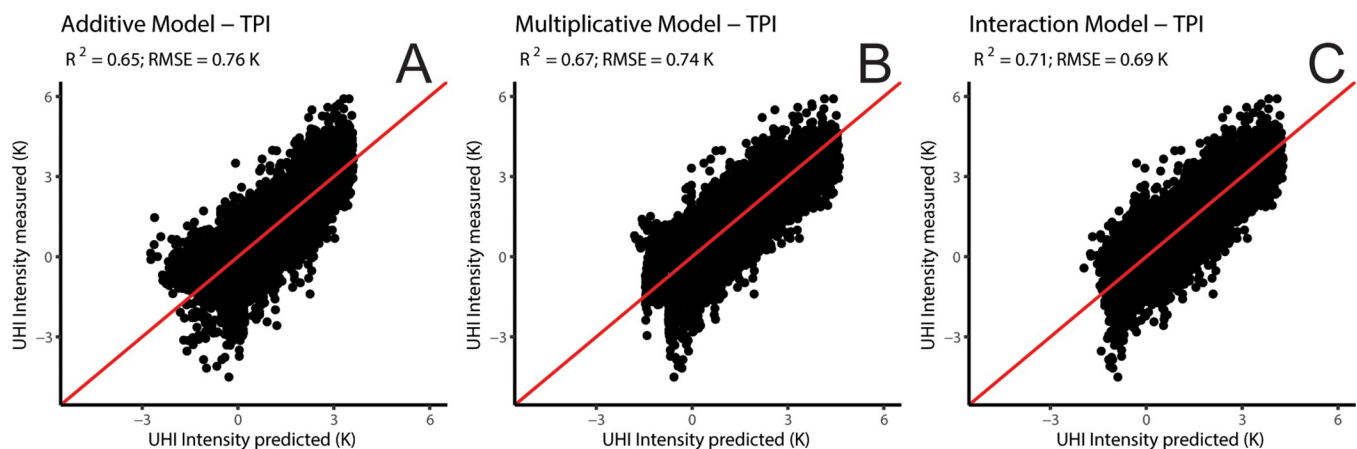 Additive Model – TPI
R² = 0.65; RMSE = 0.76 K
A
6
3
0
−3
UHI Intensity measured (K)
−3 0 3 6
UHI Intensity predicted (K)
Multiplicative Model – TPI
R² = 0.67; RMSE = 0.74 K
B
6
3
0
−3
UHI Intensity measured (K)
−3 0 3 6
UHI Intensity predicted (K)
Interaction Model – TPI
R² = 0.71; RMSE = 0.69 K
C
6
3
0
−3
UHI Intensity measured (K)
−3 0 3 6
UHI Intensity predicted (K)